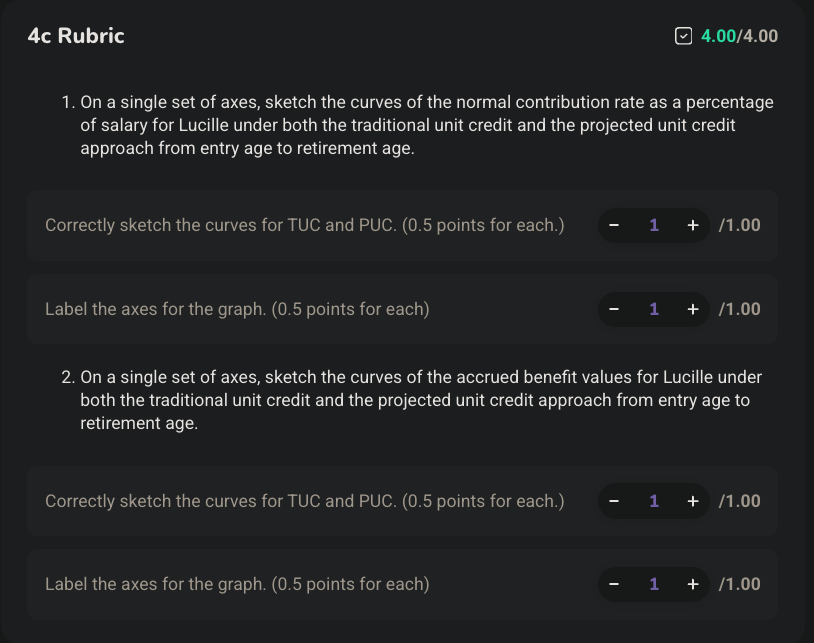 4c Rubric
4.00/4.00
1. On a single set of axes, sketch the curves of the normal contribution rate as a percentage
of salary for Lucille under both the traditional unit credit and the projected unit credit
approach from entry age to retirement age.
Correctly sketch the curves for TUC and PUC. (0.5 points for each.)
− 1 + /1.00
Label the axes for the graph. (0.5 points for each)
− 1 + /1.00
2. On a single set of axes, sketch the curves of the accrued benefit values for Lucille under
both the traditional unit credit and the projected unit credit approach from entry age to
retirement age.
Correctly sketch the curves for TUC and PUC. (0.5 points for each.)
− 1 + /1.00
Label the axes for the graph. (0.5 points for each)
− 1 + /1.00